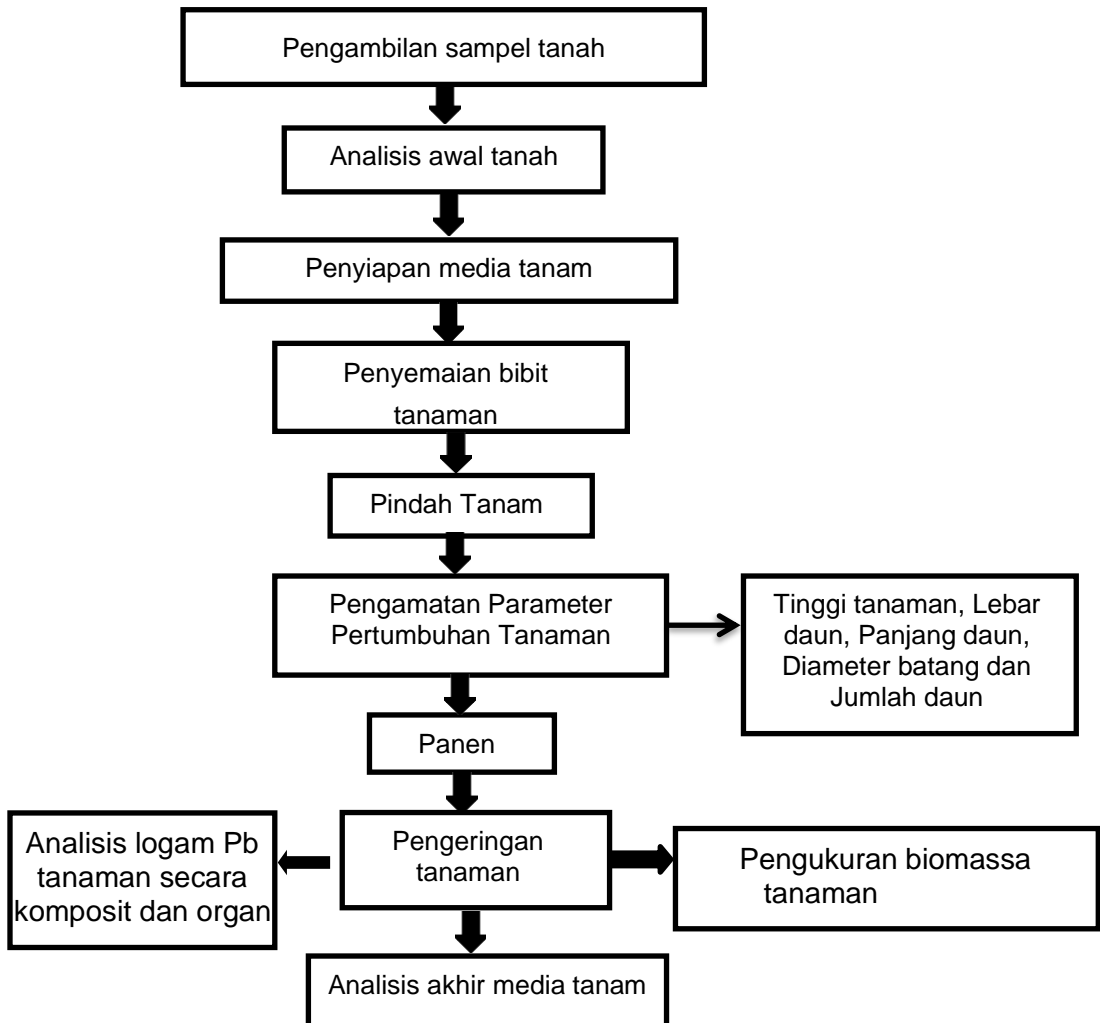 Pengambilan sampel tanah
Analisis awal tanah
Penyiapan media tanam
Penyemaian bibit
tanaman
Pindah Tanam
Pengamatan Parameter
Pertumbuhan Tanaman
Tinggi tanaman, Lebar
daun, Panjang daun,
Diameter batang dan
Jumlah daun
Panen
Analisis logam Pb
tanaman secara
komposit dan organ
Pengeringan
tanaman
Pengukuran biomassa
tanaman
Analisis akhir media tanam